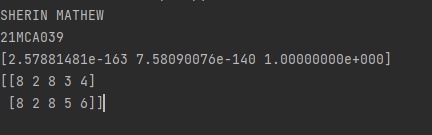 SHERIN MATHEW
21MCA039
[2.57881481e-163 7.58090076e-140 1.00000000e+000]
[[8 2 8 3 4]
 [8 2 8 5 6]]